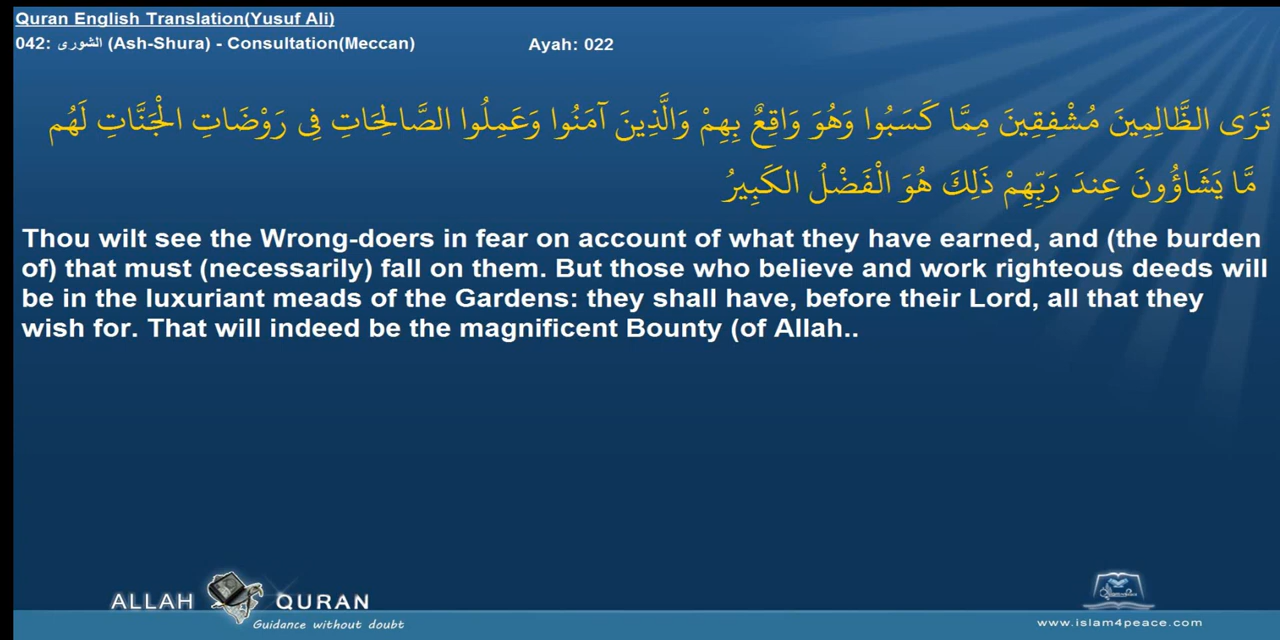 Quran English Translation(Yusuf Ali)
042: الشورى (Ash-Shura) - Consultation(Meccan) Ayah: 022
تَرَى الظَّالِمِينَ مُشْفِقِينَ مِمَّا كَسَبُوا وَهُوَ وَاقِعٌ بِهِمْ وَالَّذِينَ آمَنُوا وَعَمِلُوا الصَّالِحَاتِ فِي رَوْضَاتِ الْجَنَّاتِ لَهُم
مَّا يَشَاؤُونَ عِندَ رَبِّهِمْ ذَلِكَ هُوَ الْفَضْلُ الكَبِيرُ
Thou wilt see the Wrong-doers in fear on account of what they have earned, and (the burden
of) that must (necessarily) fall on them. But those who believe and work righteous deeds will
be in the luxuriant meads of the Gardens: they shall have, before their Lord, all that they
wish for. That will indeed be the magnificent Bounty (of Allah..
ALLAH QURAN
Guidance without doubt
www.islam4peace.com